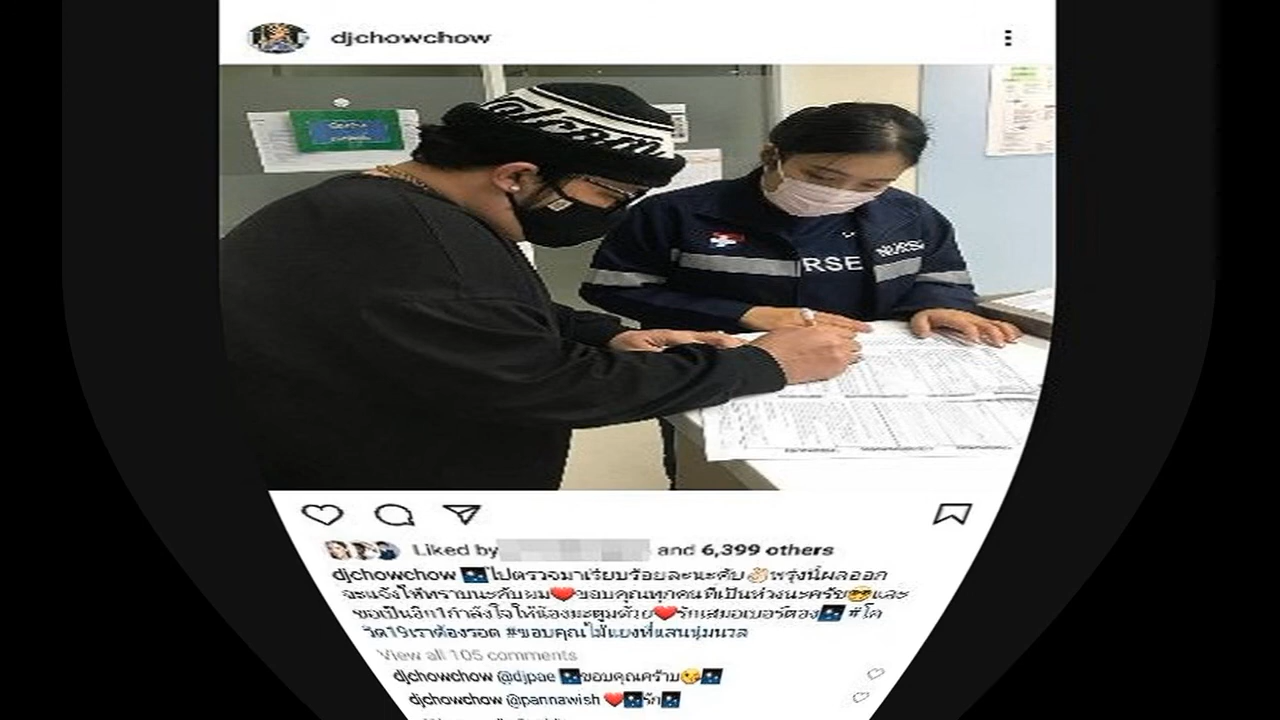 djchowchow
NURSE
RSE
Liked by and 6,399 others
djchowchow ไปตรวจมาเรียบร้อยละนะคับ✋🏻พรุ่งนี้ผลออก
จะแจ้งให้ทราบนะคับผม❤️ขอบคุณทุกคนที่เป็นห่วงนะครับ😎และ
ขอเป็นอีก1กำลังใจให้น้องมะตูมด้วย❤️รักเสมอเบอร์ตอง #โค
วิด19เราต้องรอด #ขอบคุณไม้แยงที่แสนนุ่มนวล
View all 105 comments
djchowchow @djpae ขอบคุณคร้าบ😘
djchowchow @pannawish ❤️รัก